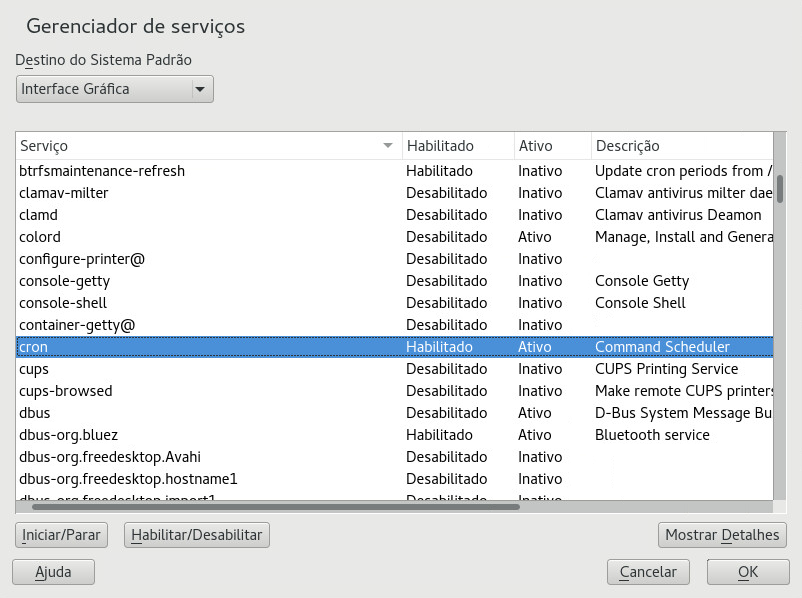 Gerenciador de serviços
Destino do Sistema Padrão
Interface Gráfica
Serviço Habilitado Ativo Descrição
btrfsmaintenance-refresh Habilitado Inativo Update cron periods from /
clamav-milter Desabilitado Inativo Clamav antivirus milter dae
clamd Desabilitado Inativo Clamav antivirus Deamon
colord Desabilitado Ativo Manage, Install and Genera
configure-printer@ Desabilitado Inativo
console-getty Desabilitado Inativo Console Getty
console-shell Desabilitado Inativo Console Shell
container-getty@ Desabilitado Inativo
cron Habilitado Ativo Command Scheduler
cups Desabilitado Inativo CUPS Printing Service
cups-browsed Desabilitado Inativo Make remote CUPS printers
dbus Desabilitado Ativo D-Bus System Message Bu
dbus-org.bluez Habilitado Ativo Bluetooth service
dbus-org.freedesktop.Avahi Desabilitado Inativo
dbus-org.freedesktop.hostname1 Desabilitado Inativo
dbus-org.freedesktop.import1 Desabilitado Inativo
Iniciar/Parar Habilitar/Desabilitar Mostrar Detalhes
Ajuda Cancelar OK